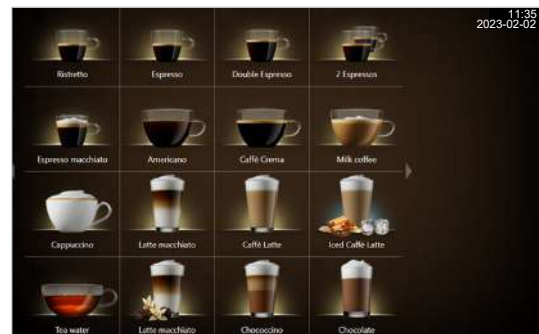 11:35
2023-02-02
Ristretto
Espresso
Double Espresso
2 Espressos
Espresso macchiato
Americano
Caffè Crema
Milk coffee
Cappuccino
Latte macchiato
Caffè Latte
Iced Caffè Latte
Tea water
Latte macchiato
Chococcino
Chocolate